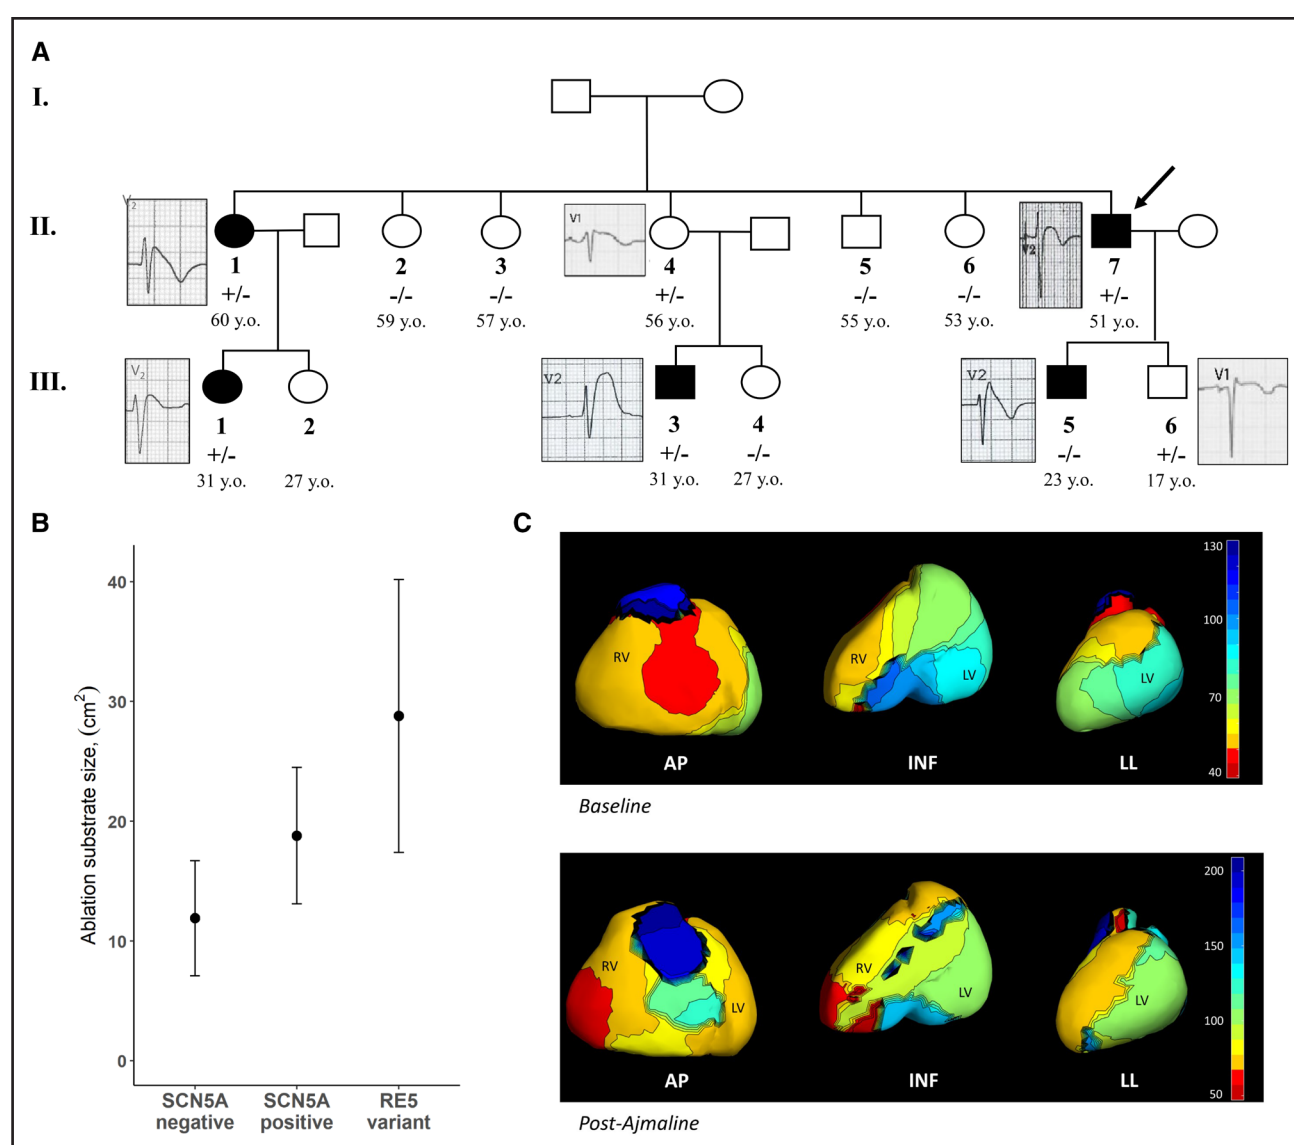 A
I.
II.
V2
V1
V2
1
2
3
4
5
6
7
+/-
-/-
-/-
+/-
-/-
-/-
+/-
60 y.o.
59 y.o.
57 y.o.
56 y.o.
55 y.o.
53 y.o.
51 y.o.
III.
V2
V2
V2
V1
1
2
3
4
5
6
+/-
+/-
-/-
-/-
+/-
31 y.o.
27 y.o.
31 y.o.
27 y.o.
23 y.o.
17 y.o.
B
Ablation substrate size, (cm2)
40
30
20
10
0
SCN5A
negative
SCN5A
positive
RE5
variant
C
RV
RV
LV
LV
130
100
70
40
AP
INF
LL
Baseline
RV
LV
RV
LV
LV
200
150
100
50
AP
INF
LL
Post-Ajmaline